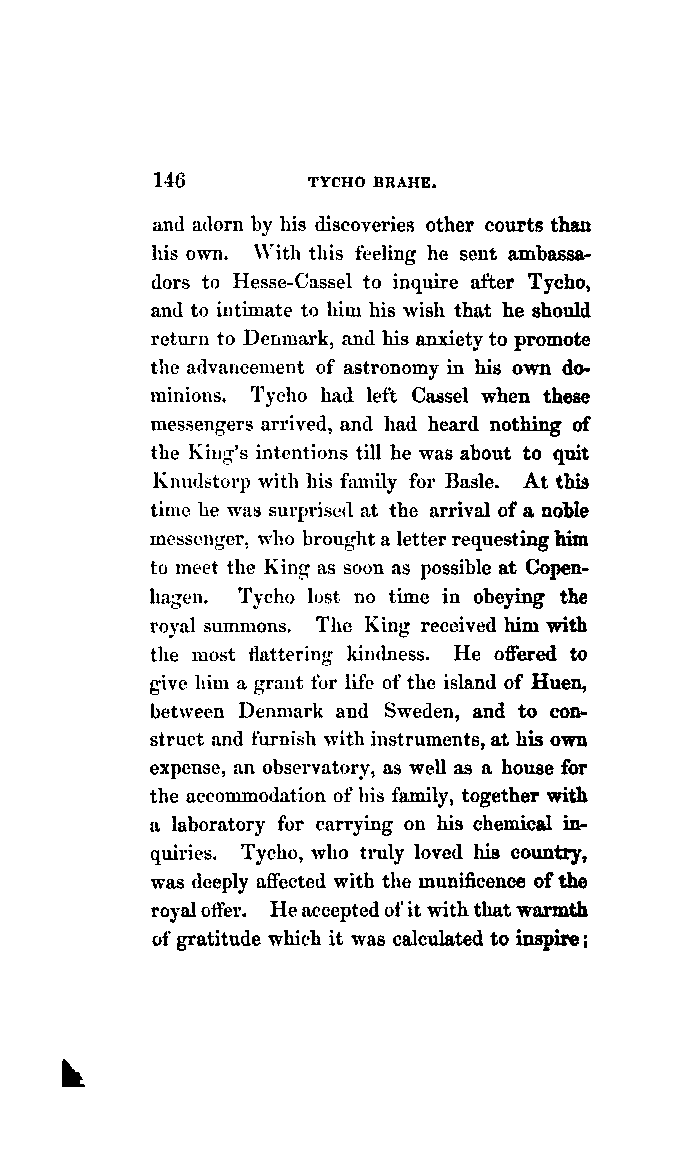 146 TYCHO BRAHE.
and adorn by his discoveries other courts than
his own. With this feeling he sent ambassa-
dors to Hesse-Cassel to inquire after Tycho,
and to intimate to him his wish that he should
return to Denmark, and his anxiety to promote
the advancement of astronomy in his own do-
minions. Tycho had left Cassel when these
messengers arrived, and had heard nothing of
the King's intentions till he was about to quit
Knudstorp with his family for Basle. At this
time he was surprised at the arrival of a noble
messenger, who brought a letter requesting him
to meet the King as soon as possible at Copen-
hagen. Tycho lost no time in obeying the
royal summons. The King received him with
the most flattering kindness. He offered to
give him a grant for life of the island of Huen,
between Denmark and Sweden, and to con-
struct and furnish with instruments, at his own
expense, an observatory, as well as a house for
the accommodation of his family, together with
a laboratory for carrying on his chemical in-
quiries. Tycho, who truly loved his country,
was deeply affected with the munificence of the
royal offer. He accepted of it with that warmth
of gratitude which it was calculated to inspire;